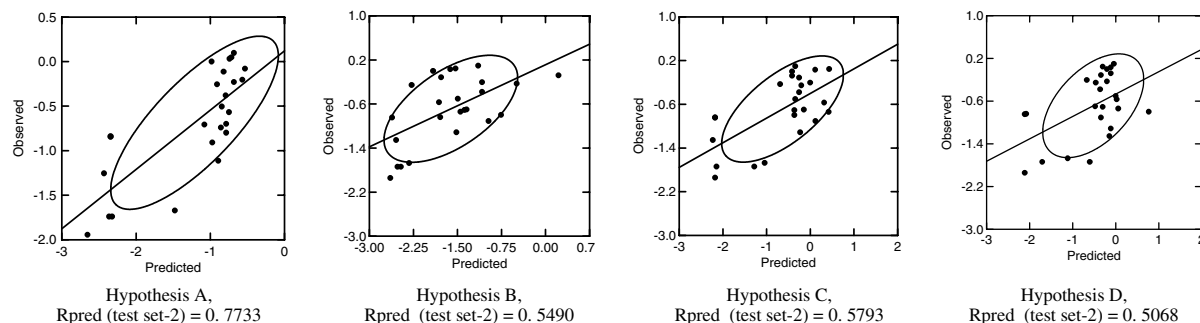 0.5
0.0
-0.5
-1.0
-1.5
-2.0
Observed
-3 -2 -1 0
Predicted
Hypothesis A,
Rpred (test set-2) = 0. 7733
1.0
0.2
-0.6
-1.4
-2.2
-3.0
Observed
-3.00 -2.25 -1.50 -0.75 0.00 0.7
Predicted
Hypothesis B,
Rpred (test set-2) = 0. 5490
1.0
0.2
-0.6
-1.4
-2.2
-3.0
Observed
-3 -2 -1 0 1 2
Predicted
Hypothesis C,
Rpred (test set-2) = 0. 5793
1.0
0.2
-0.6
-1.4
-2.2
-3.0
Observed
-3 -2 -1 0 1 2
Predicted
Hypothesis D,
Rpred (test set-2) = 0. 5068